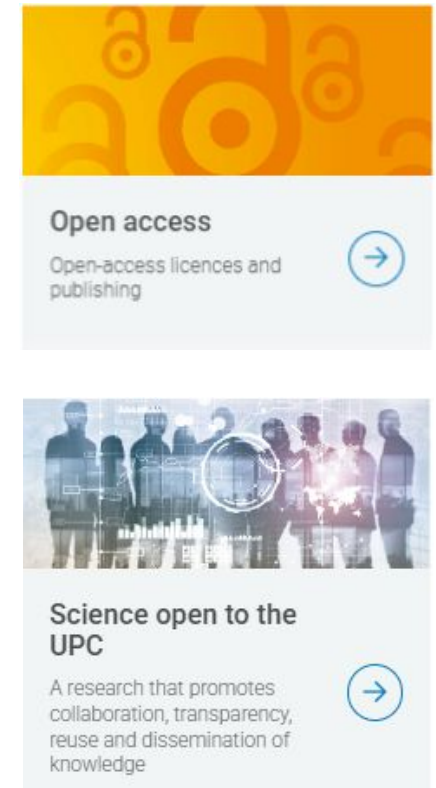 Open access
Open-access licences and
publishing
Science open to the
UPC
A research that promotes
collaboration, transparency,
reuse and dissemination of
knowledge